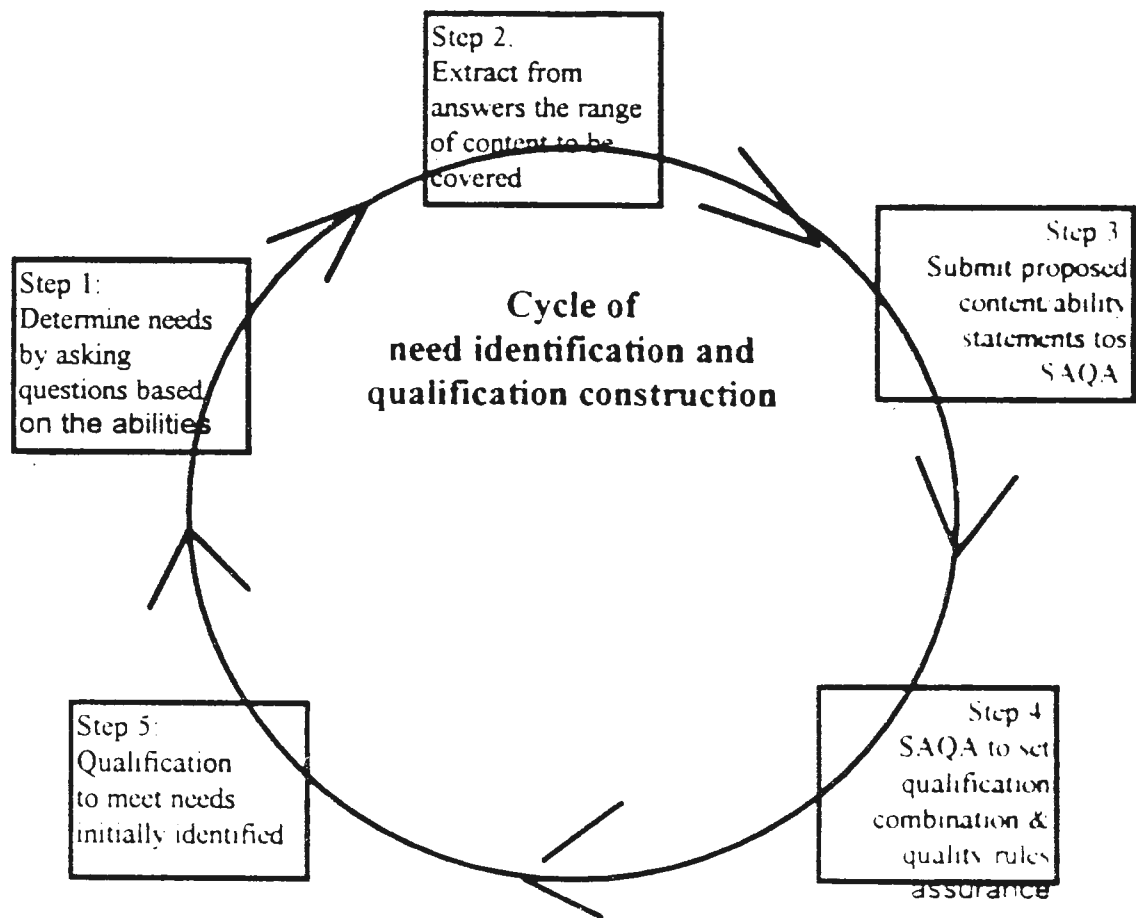 Step 2.
Extract from
answers the range
of content to be
covered
Step 3
Submit proposed
content/ability
statements tos
SAQA
Step 1:
Determine needs
by asking
questions based
on the abilities
Cycle of
need identification and
qualification construction
Step 5:
Qualification
to meet needs
initially identified
Step 4
SAQA to set
qualification
combination &
quality rules
assurance